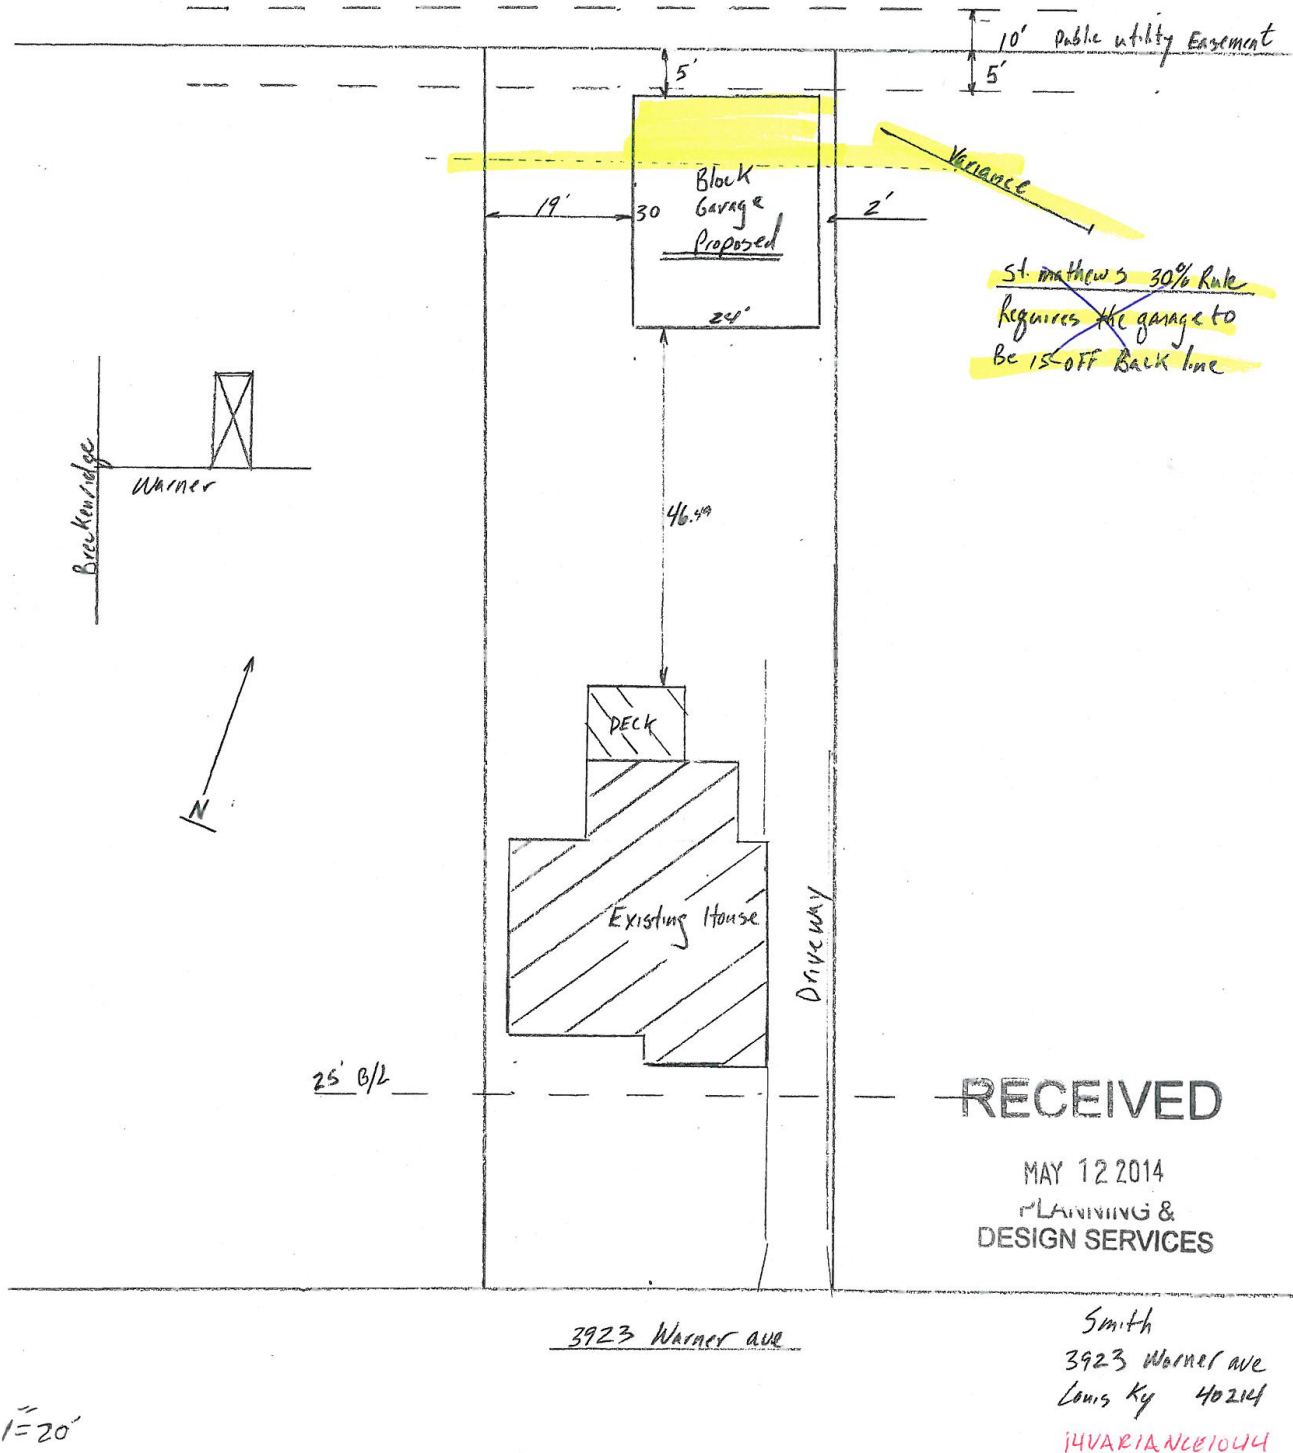 10' Public utility Easement
5'
5'
Variance
Block
Garage
Proposed
19'
30
2'
24'
St. mathews 30% Rule
Requires the garage to
Be 15' OFF Back line
Breckenridge
Warner
46.
N
DECK
Existing House
Driveway
25' B/L
RECEIVED
MAY 12 2014
PLANNING &
DESIGN SERVICES
3923 Warner ave
Smith
3923 Warner ave
Louis Ky 40214
1"=20'
14VARIANCE1044